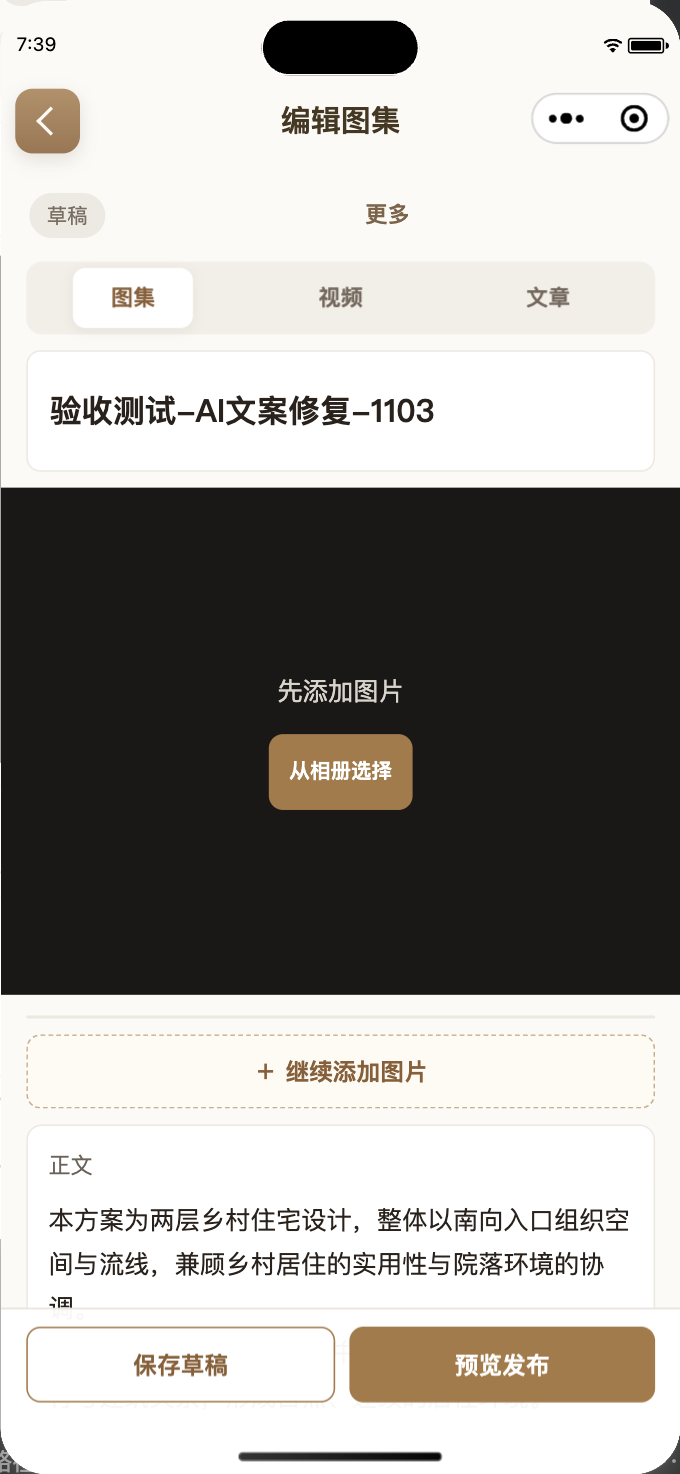 7:39
编辑图集
草稿
更多
图集
视频
文章
验收测试-AI文案修复-1103
先添加图片
从相册选择
+ 继续添加图片
正文
本方案为两层乡村住宅设计，整体以南向入口组织空
间与流线，兼顾乡村居住的实用性与院落环境的协
调。
保存草稿
预览发布